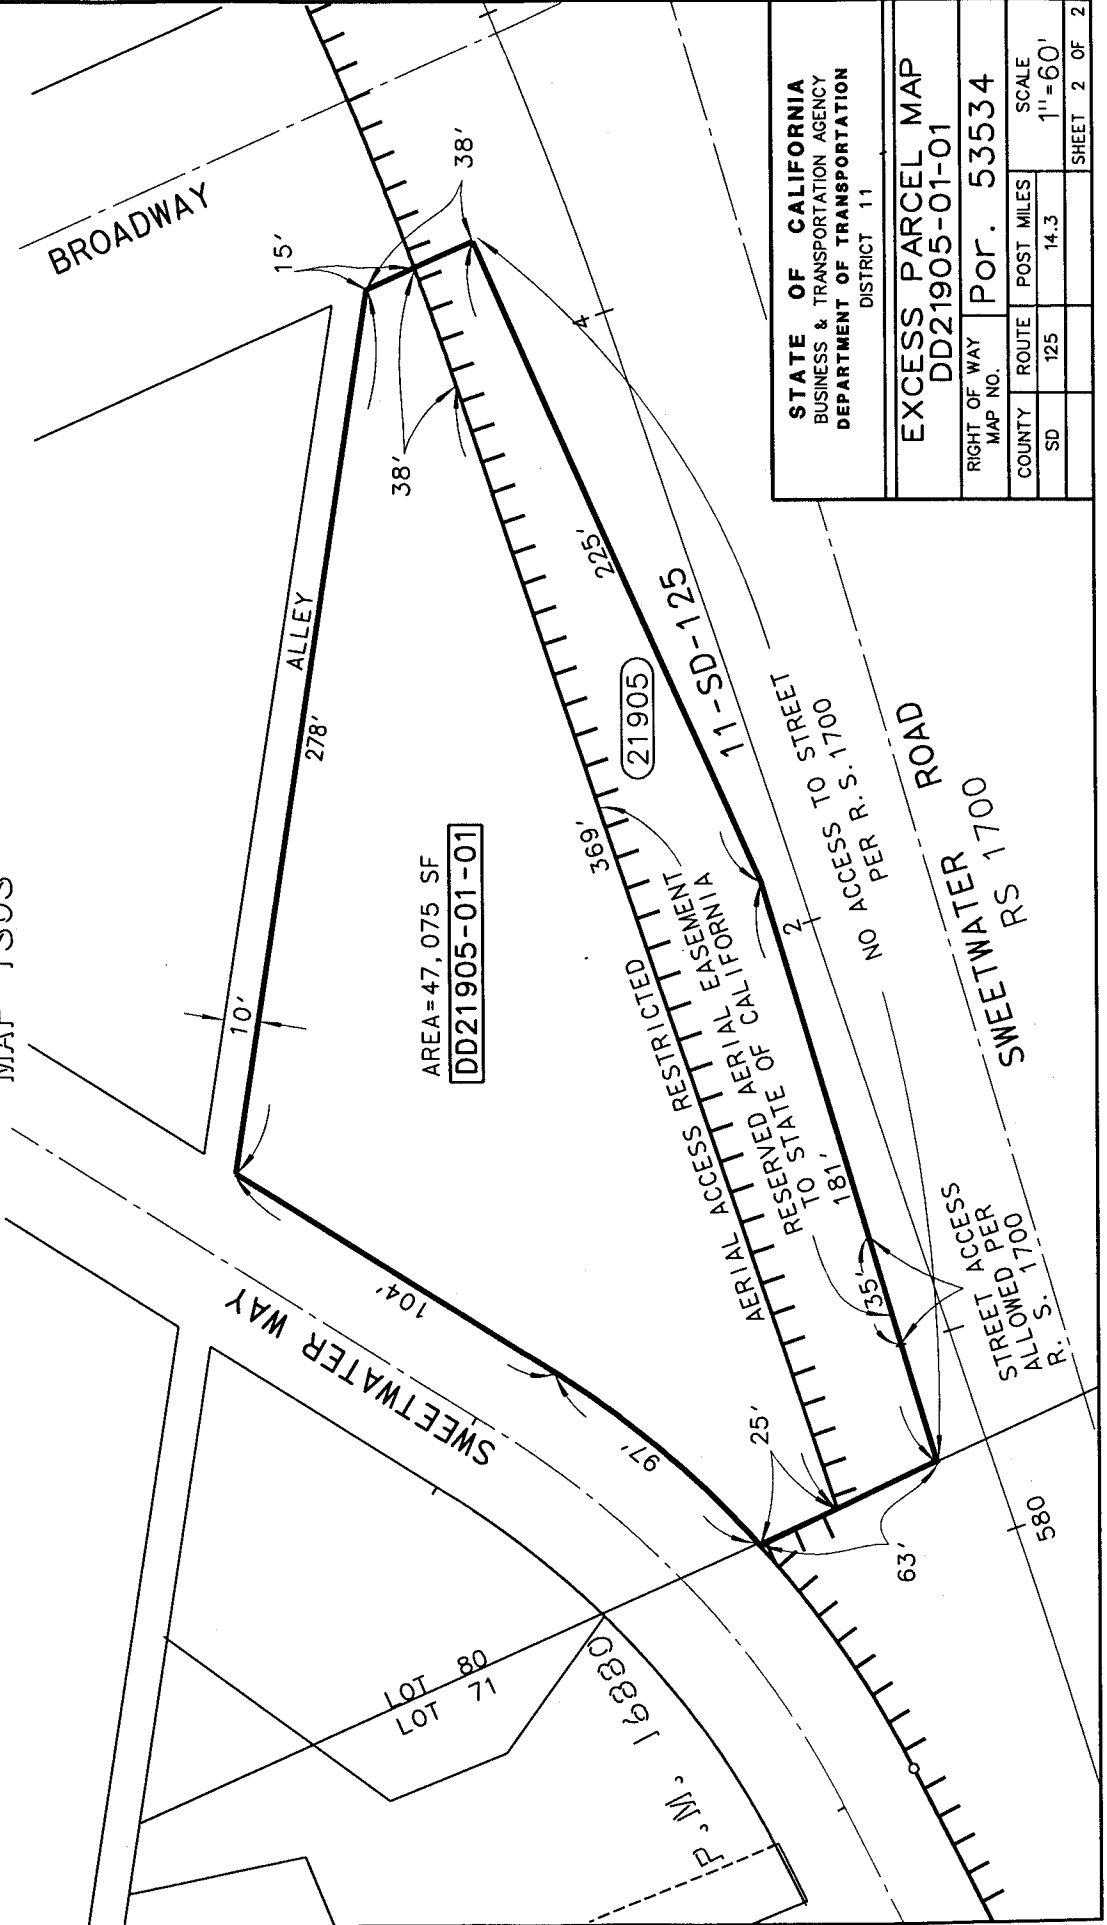 MAP 1505
BROADWAY
15'
38'
38'
ALLEY
278'
10'
AREA=47,075 SF
DD21905-01-01
225'
4
11-SD-125
21905
369'
AERIAL ACCESS RESTRICTED
RESERVED AERIAL EASEMENT
TO STATE OF CALIFORNIA
181'
35'
2
NO ACCESS TO STREET
PER R.S.1700
SWEETWATER ROAD
RS 1700
STREET ACCESS
ALLOWED PER
R. S. 1700
104'
SWEETWATER WAY
97'
25'
63'
580
LOT 80
LOT 71
P.M. 16880
STATE OF CALIFORNIA
BUSINESS & TRANSPORTATION AGENCY
DEPARTMENT OF TRANSPORTATION
DISTRICT 11
EXCESS PARCEL MAP
DD21905-01-01
RIGHT OF WAY
MAP NO.
Por. 53534
COUNTY ROUTE POST MILES SCALE
SD 125 14.3 1"=60'
SHEET 2 OF 2